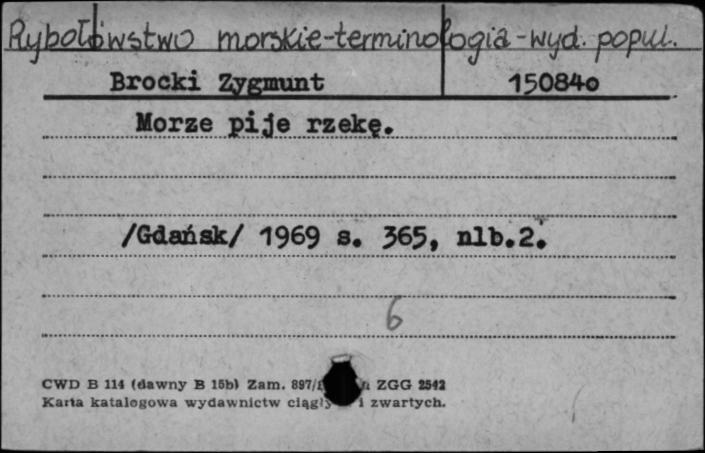 Rybołówstwo morskie-terminologia-wyd. popul.
Brocki Zygmunt 150840
Morze pije rzekę.
/Gdańsk/ 1969 s. 365, nlb.2.
6
CWD B 114 (dawny B 15b) Zam. 897/ ZGG 2542
Karta katalogowa wydawnictw i zwartych.